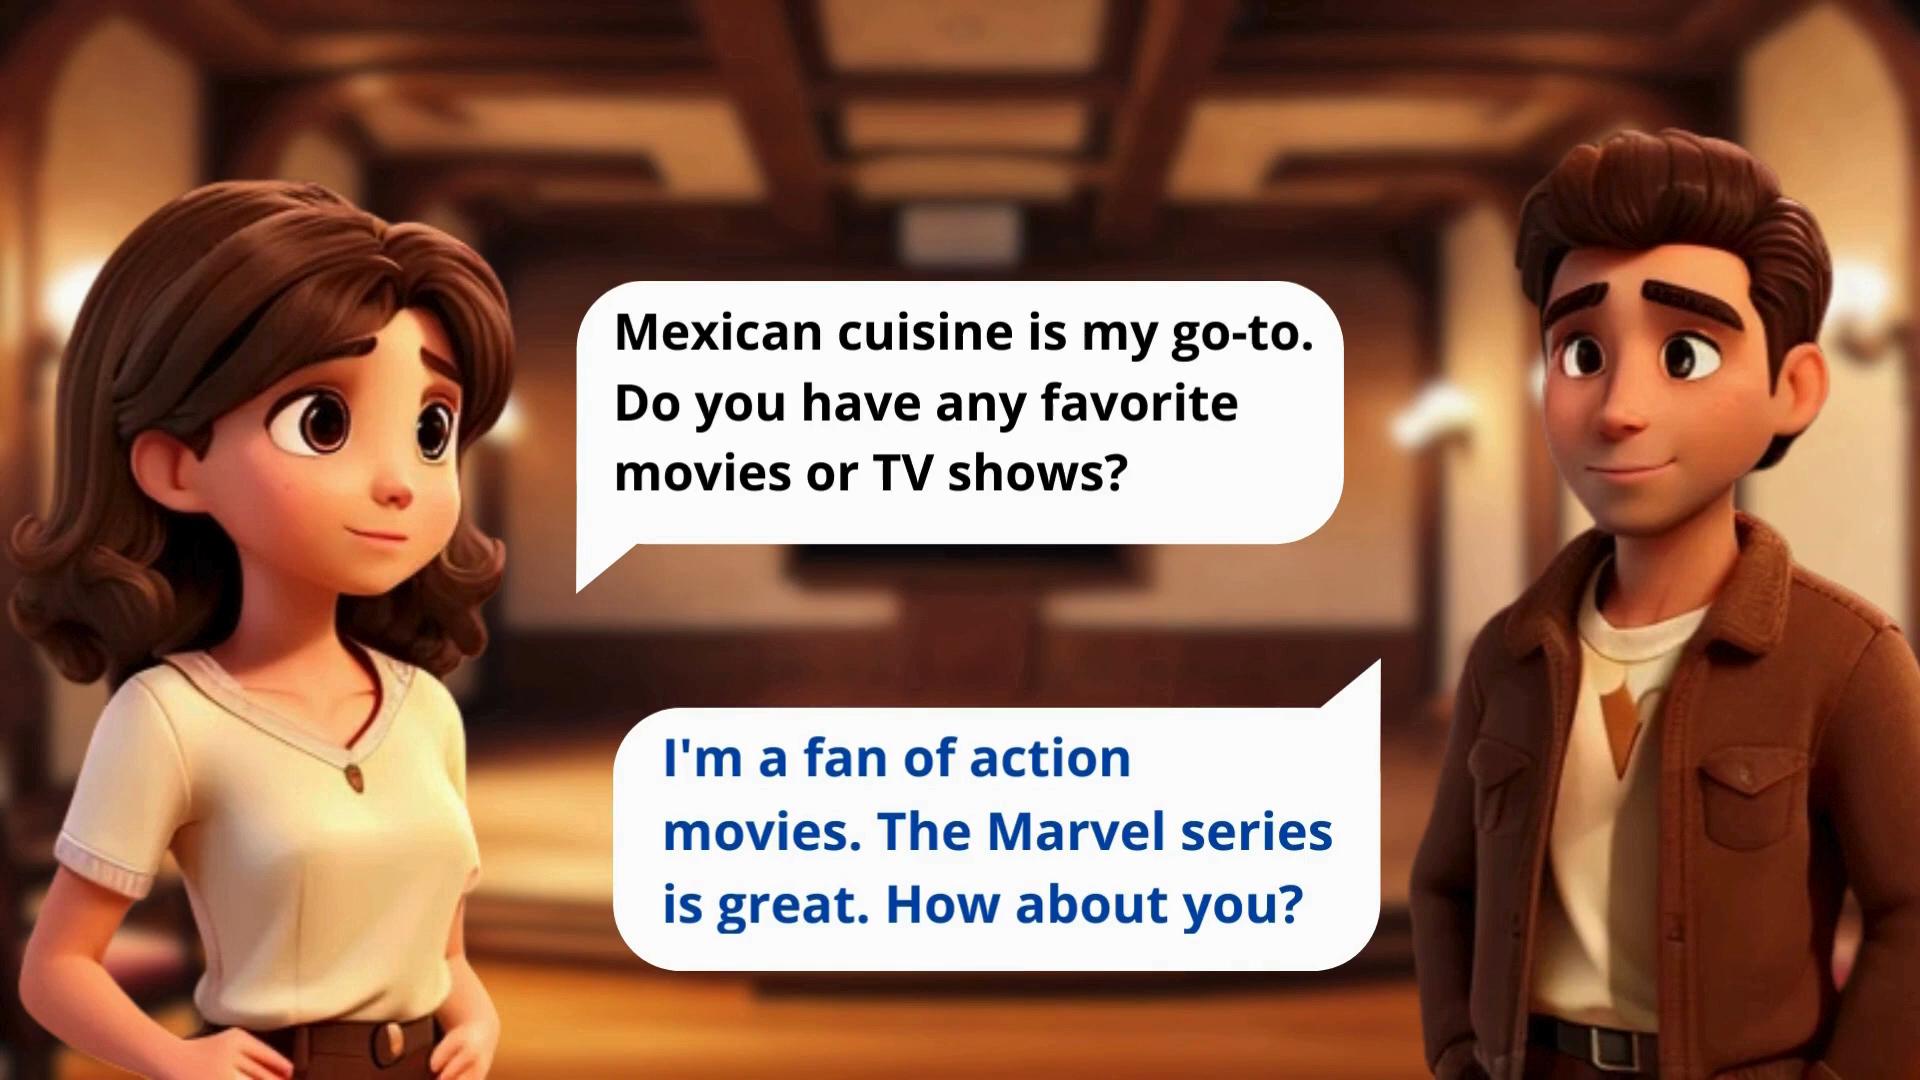 Mexican cuisine is my go-to.
Do you have any favorite
movies or TV shows?
I'm a fan of action
movies. The Marvel series
is great. How about you?